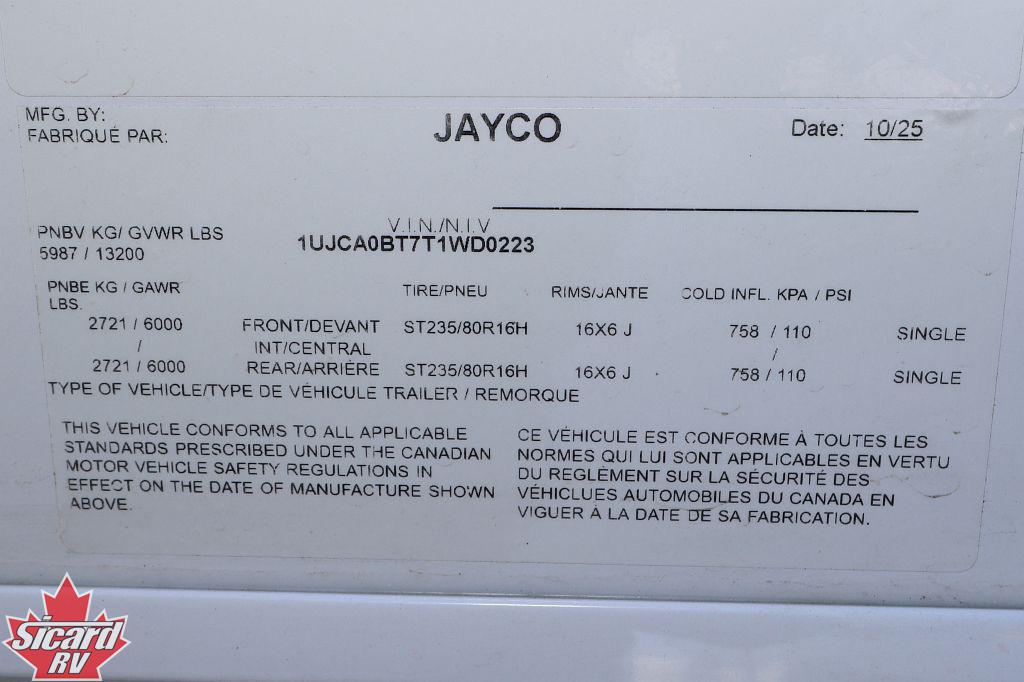 MFG. BY:
FABRIQUÉ PAR:
JAYCO
Date: 10/25
PNBV KG/ GVWR LBS
5987 / 13200
V.I.N./N.I.V
1UJCA0BT7T1WD0223
PNBE KG / GAWR
LBS.
TIRE/PNEU RIMS/JANTE COLD INFL. KPA / PSI
2721 / 6000 FRONT/DEVANT ST235/80R16H 16X6 J 758 / 110 SINGLE
/ INT/CENTRAL /
2721 / 6000 REAR/ARRIÈRE ST235/80R16H 16X6 J 758 / 110 SINGLE
TYPE OF VEHICLE/TYPE DE VÉHICULE TRAILER / REMORQUE
THIS VEHICLE CONFORMS TO ALL APPLICABLE
STANDARDS PRESCRIBED UNDER THE CANADIAN
MOTOR VEHICLE SAFETY REGULATIONS IN
EFFECT ON THE DATE OF MANUFACTURE SHOWN
ABOVE.
CE VÉHICULE EST CONFORME À TOUTES LES
NORMES QUI LUI SONT APPLICABLES EN VERTU
DU REGLEMENT SUR LA SÉCURITÉ DES
VÉHICLUES AUTOMOBILES DU CANADA EN
VIGUER À LA DATE DE SA FABRICATION.
Sicard
RV